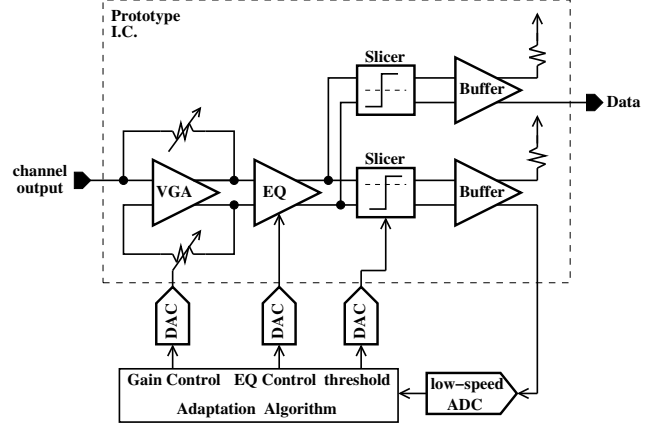 Prototype
I.C.
Slicer
Buffer
Data
Slicer
channel
output
VGA
EQ
Buffer
DAC
DAC
DAC
Gain Control EQ Control threshold
Adaptation Algorithm
low-speed
ADC